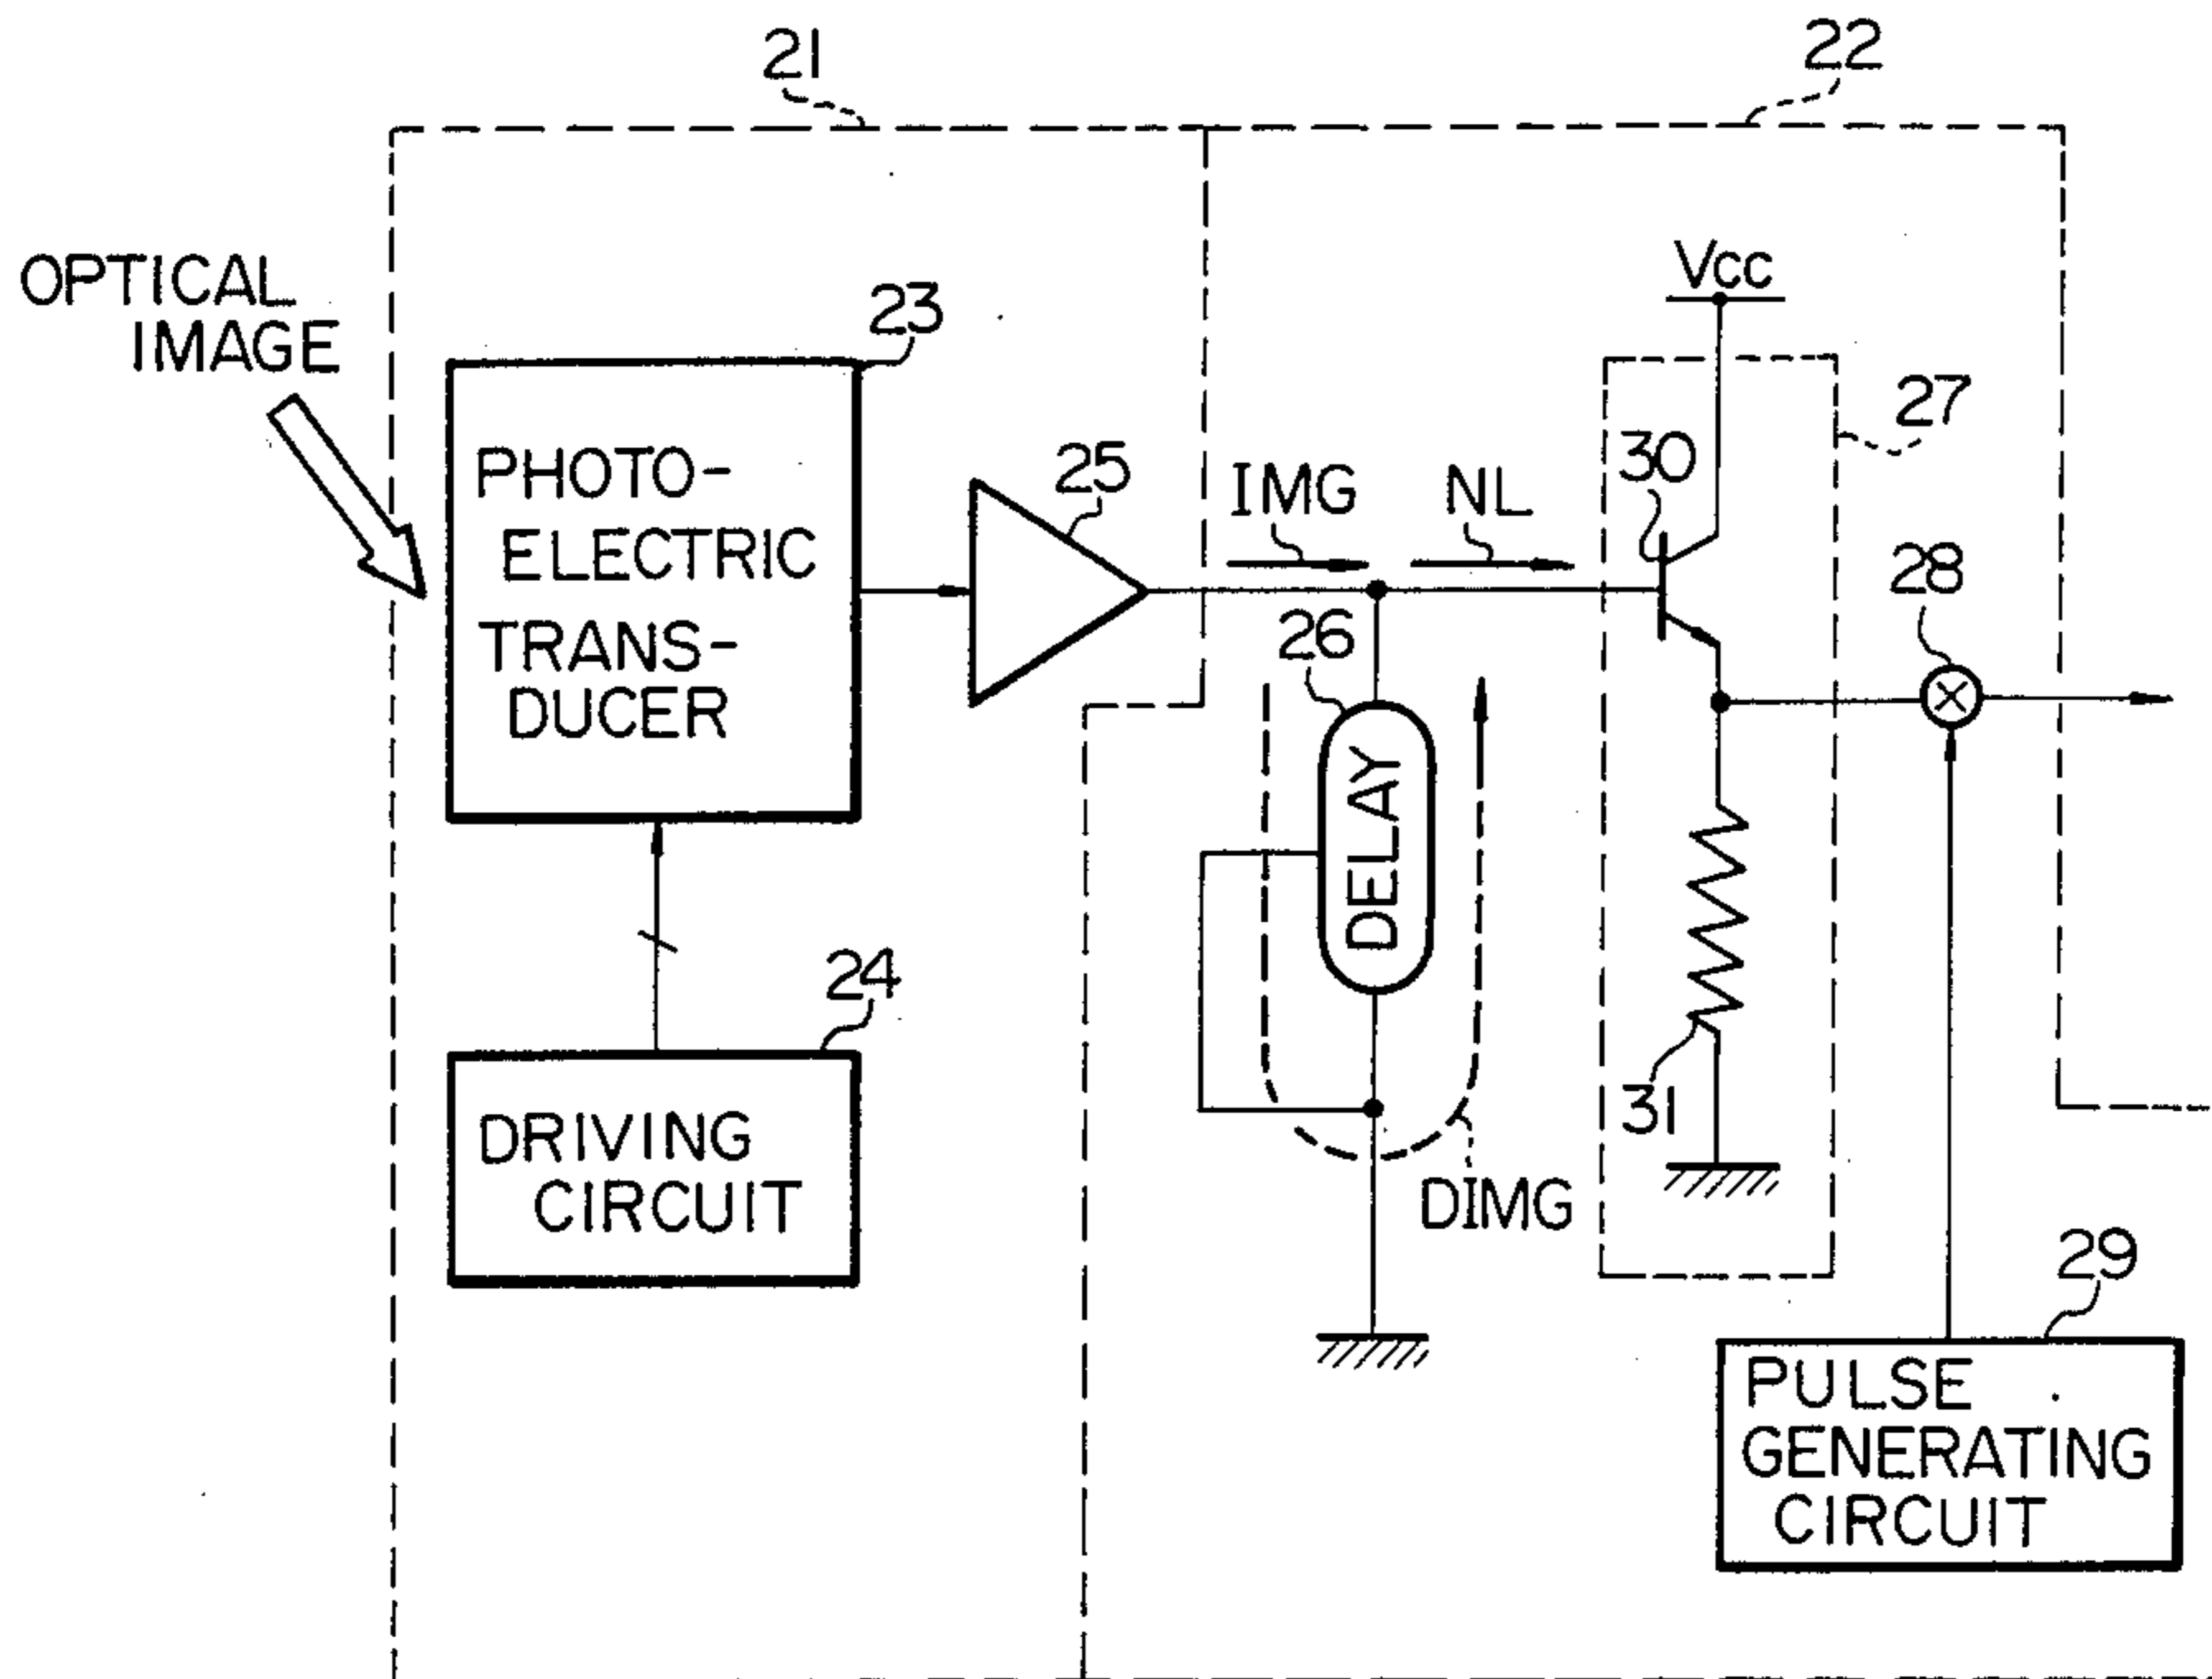 21
22
OPTICAL
IMAGE
23
PHOTO-
ELECTRIC
TRANS-
DUCER
25
IMG
NL
Vcc
27
30
28
26
DELAY
24
DRIVING
CIRCUIT
31
DIMG
29
PULSE
GENERATING
CIRCUIT